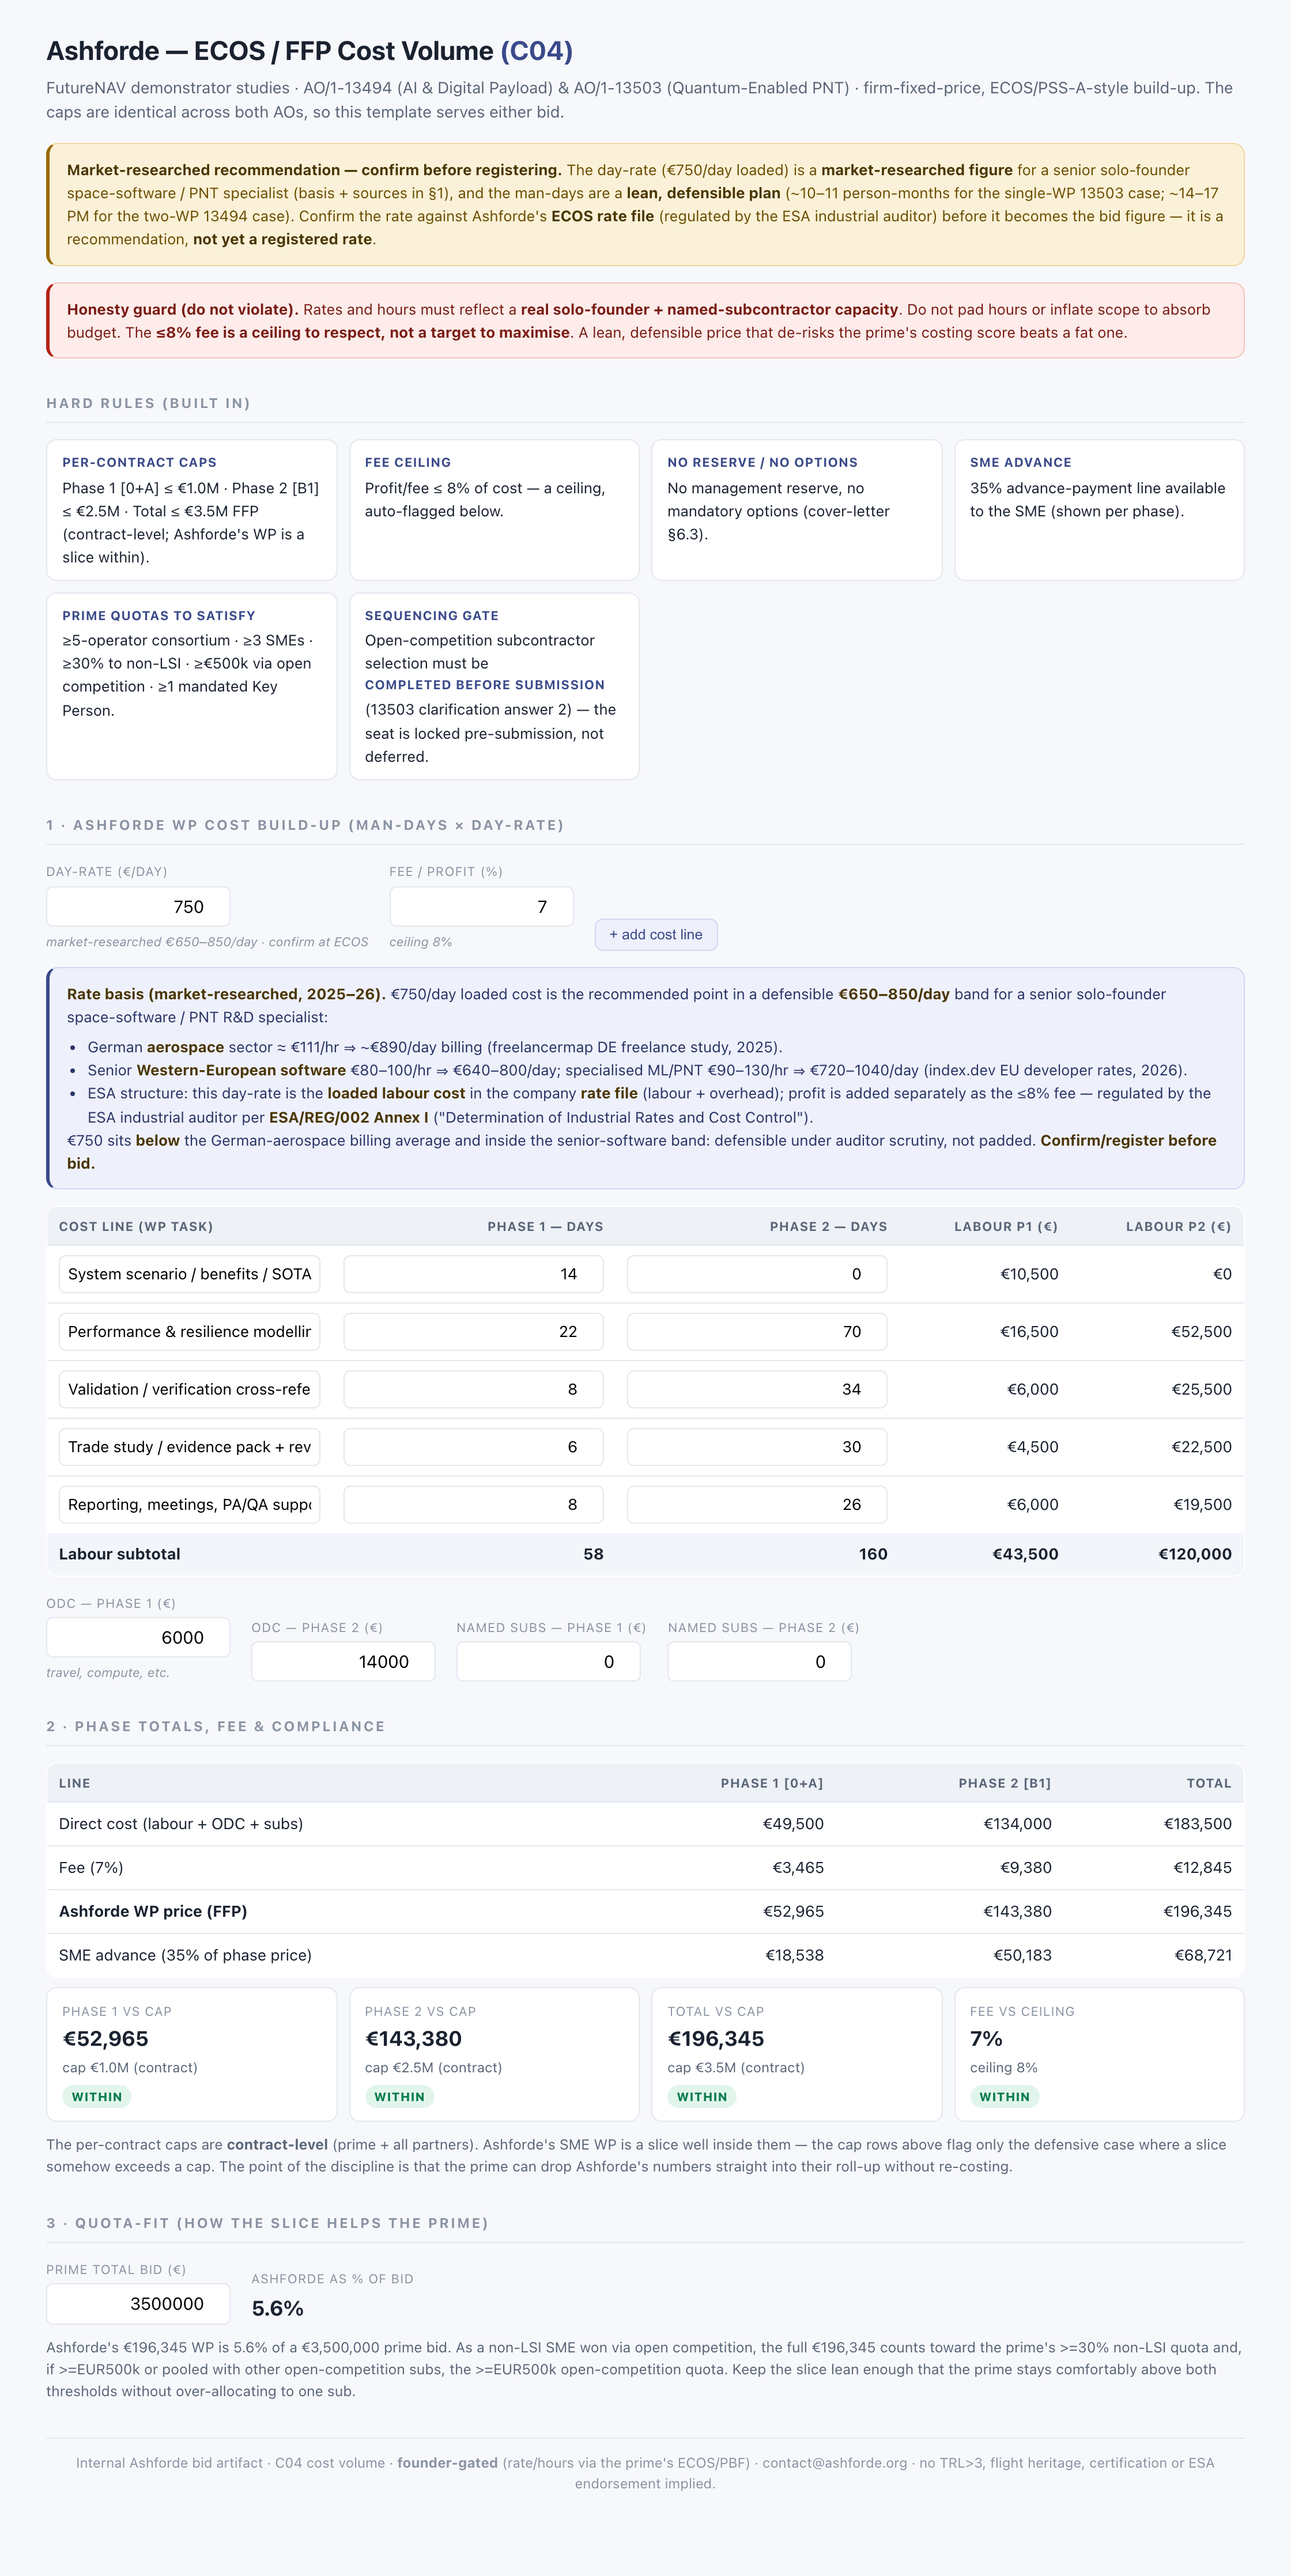 Ashforde — ECOS / FFP Cost Volume (C04)
FutureNAV demonstrator studies · AO/1-13494 (AI & Digital Payload) & AO/1-13503 (Quantum-Enabled PNT) · firm-fixed-price, ECOS/PSS-A-style build-up. The
caps are identical across both AOs, so this template serves either bid.
Market-researched recommendation — confirm before registering. The day-rate (€750/day loaded) is a market-researched figure for a senior solo-founder
space-software / PNT specialist (basis + sources in §1), and the man-days are a lean, defensible plan (~10–11 person-months for the single-WP 13503 case; ~14–17
PM for the two-WP 13494 case). Confirm the rate against Ashforde's ECOS rate file (regulated by the ESA industrial auditor) before it becomes the bid figure — it is a
recommendation, not yet a registered rate.
Honesty guard (do not violate). Rates and hours must reflect a real solo-founder + named-subcontractor capacity. Do not pad hours or inflate scope to absorb
budget. The ≤8% fee is a ceiling to respect, not a target to maximise. A lean, defensible price that de-risks the prime's costing score beats a fat one.
HARD RULES (BUILT IN)
PER-CONTRACT CAPS
Phase 1 [0+A] ≤ €1.0M · Phase 2 [B1]
≤ €2.5M · Total ≤ €3.5M FFP
(contract-level; Ashforde's WP is a
slice within).
FEE CEILING
Profit/fee ≤ 8% of cost — a ceiling,
auto-flagged below.
NO RESERVE / NO OPTIONS
No management reserve, no
mandatory options (cover-letter
§6.3).
SME ADVANCE
35% advance-payment line available
to the SME (shown per phase).
PRIME QUOTAS TO SATISFY
≥5-operator consortium · ≥3 SMEs ·
≥30% to non-LSI · ≥€500k via open
competition · ≥1 mandated Key
Person.
SEQUENCING GATE
Open-competition subcontractor
selection must be
COMPLETED BEFORE SUBMISSION
(13503 clarification answer 2) — the
seat is locked pre-submission, not
deferred.
1 · ASHFORDE WP COST BUILD-UP (MAN-DAYS × DAY-RATE)
DAY-RATE (€/DAY)
750
market-researched €650–850/day · confirm at ECOS
FEE / PROFIT (%)
7
ceiling 8%
+ add cost line
Rate basis (market-researched, 2025–26). €750/day loaded cost is the recommended point in a defensible €650–850/day band for a senior solo-founder
space-software / PNT R&D specialist:
• German aerospace sector ≈ €111/hr ⇒ ~€890/day billing (freelancermap DE freelance study, 2025).
• Senior Western-European software €80–100/hr ⇒ €640–800/day; specialised ML/PNT €90–130/hr ⇒ €720–1040/day (index.dev EU developer rates, 2026).
• ESA structure: this day-rate is the loaded labour cost in the company rate file (labour + overhead); profit is added separately as the ≤8% fee — regulated by the
ESA industrial auditor per ESA/REG/002 Annex I ("Determination of Industrial Rates and Cost Control").
€750 sits below the German-aerospace billing average and inside the senior-software band: defensible under auditor scrutiny, not padded. Confirm/register before
bid.
COST LINE (WP TASK) PHASE 1 — DAYS PHASE 2 — DAYS LABOUR P1 (€) LABOUR P2 (€)
System scenario / benefits / SOTA 14 0 €10,500 €0
Performance & resilience modellin 22 70 €16,500 €52,500
Validation / verification cross-refe 8 34 €6,000 €25,500
Trade study / evidence pack + rev 6 30 €4,500 €22,500
Reporting, meetings, PA/QA suppo 8 26 €6,000 €19,500
Labour subtotal 58 160 €43,500 €120,000
ODC — PHASE 1 (€)
6000
travel, compute, etc.
ODC — PHASE 2 (€)
14000
NAMED SUBS — PHASE 1 (€)
0
NAMED SUBS — PHASE 2 (€)
0
2 · PHASE TOTALS, FEE & COMPLIANCE
LINE PHASE 1 [0+A] PHASE 2 [B1] TOTAL
Direct cost (labour + ODC + subs) €49,500 €134,000 €183,500
Fee (7%) €3,465 €9,380 €12,845
Ashforde WP price (FFP) €52,965 €143,380 €196,345
SME advance (35% of phase price) €18,538 €50,183 €68,721
PHASE 1 VS CAP
€52,965
cap €1.0M (contract)
WITHIN
PHASE 2 VS CAP
€143,380
cap €2.5M (contract)
WITHIN
TOTAL VS CAP
€196,345
cap €3.5M (contract)
WITHIN
FEE VS CEILING
7%
ceiling 8%
WITHIN
The per-contract caps are contract-level (prime + all partners). Ashforde's SME WP is a slice well inside them — the cap rows above flag only the defensive case where a slice
somehow exceeds a cap. The point of the discipline is that the prime can drop Ashforde's numbers straight into their roll-up without re-costing.
3 · QUOTA-FIT (HOW THE SLICE HELPS THE PRIME)
PRIME TOTAL BID (€)
3500000
ASHFORDE AS % OF BID
5.6%
Ashforde's €196,345 WP is 5.6% of a €3,500,000 prime bid. As a non-LSI SME won via open competition, the full €196,345 counts toward the prime's >=30% non-LSI quota and,
if >=EUR500k or pooled with other open-competition subs, the >=EUR500k open-competition quota. Keep the slice lean enough that the prime stays comfortably above both
thresholds without over-allocating to one sub.
Internal Ashforde bid artifact · C04 cost volume · founder-gated (rate/hours via the prime's ECOS/PBF) · contact@ashforde.org · no TRL>3, flight heritage, certification or ESA
endorsement implied.